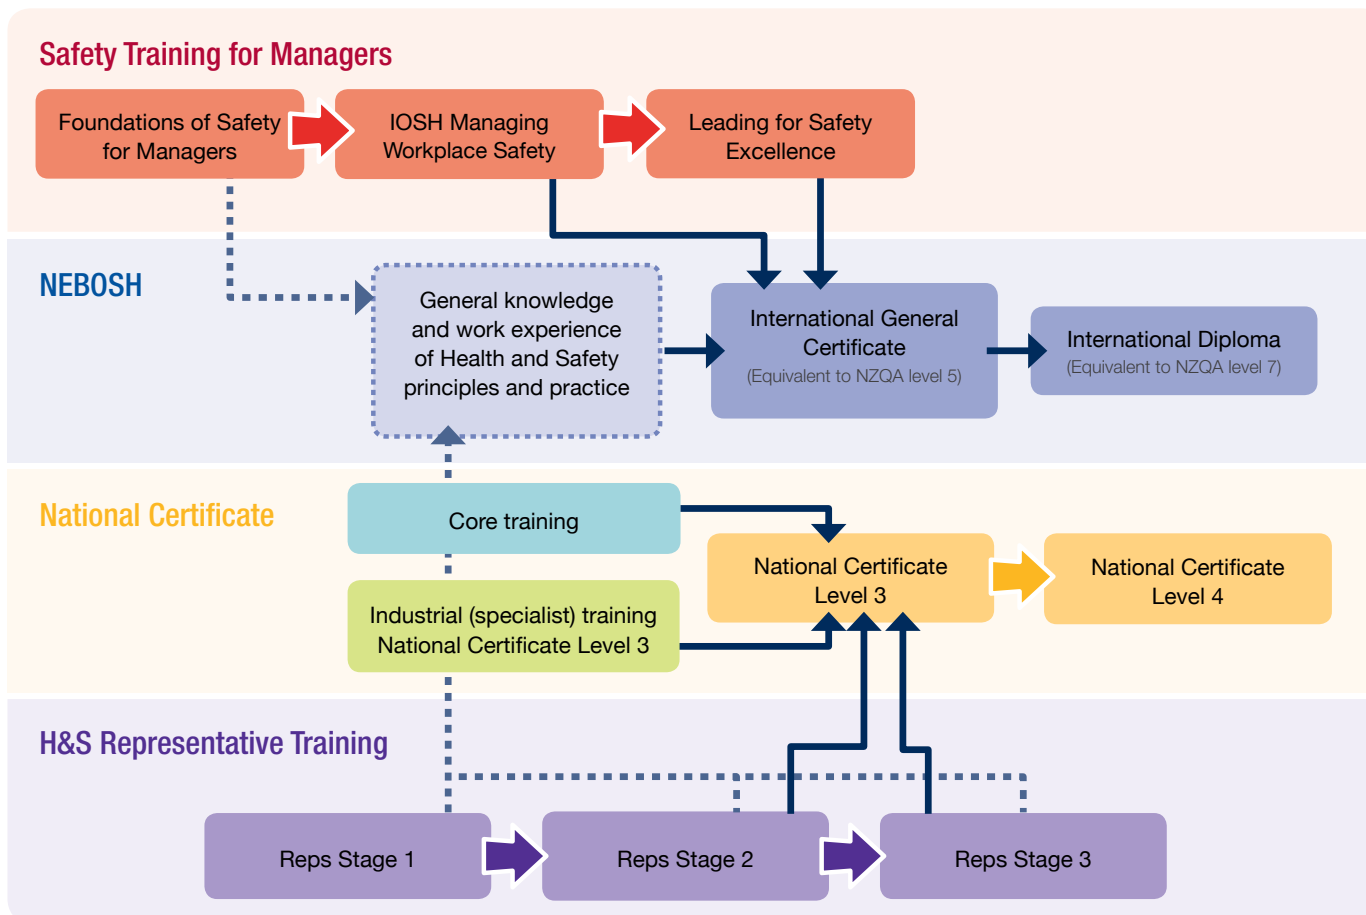 Safety Training for Managers
Foundations of Safety
for Managers
IOSH Managing
Workplace Safety
Leading for Safety
Excellence
NEBOSH
General knowledge
and work experience
of Health and Safety
principles and practice
International General
Certificate
(Equivalent to NZQA level 5)
International Diploma
(Equivalent to NZQA level 7)
National Certificate
Core training
Industrial (specialist) training
National Certificate Level 3
National Certificate
Level 3
National Certificate
Level 4
H&S Representative Training
Reps Stage 1
Reps Stage 2
Reps Stage 3